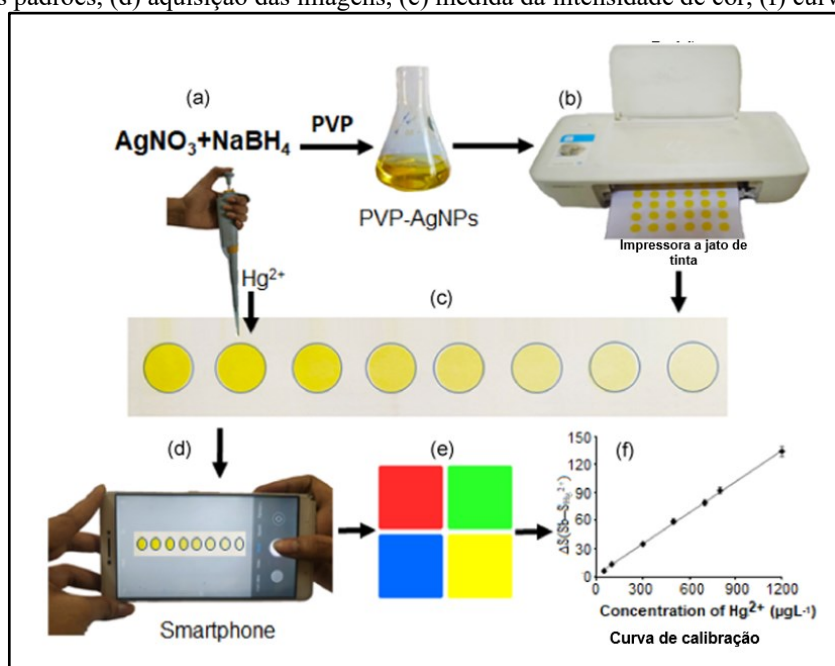 s padrões; (d) aquisição das imagens; (e) medida da intensidade de cor; (f) curv
(a)
AgNO₃+NaBH₄
PVP
PVP-AgNPs
(b)
Impressora a jato de
tinta
Hg²⁺
(c)
(d)
Smartphone
(e)
(f)
ΔS(Sb-S_Hg²⁺)
150
120
90
60
30
0
0 300 600 900 1200
Concentration of Hg²⁺ (µgL⁻¹)
Curva de calibração